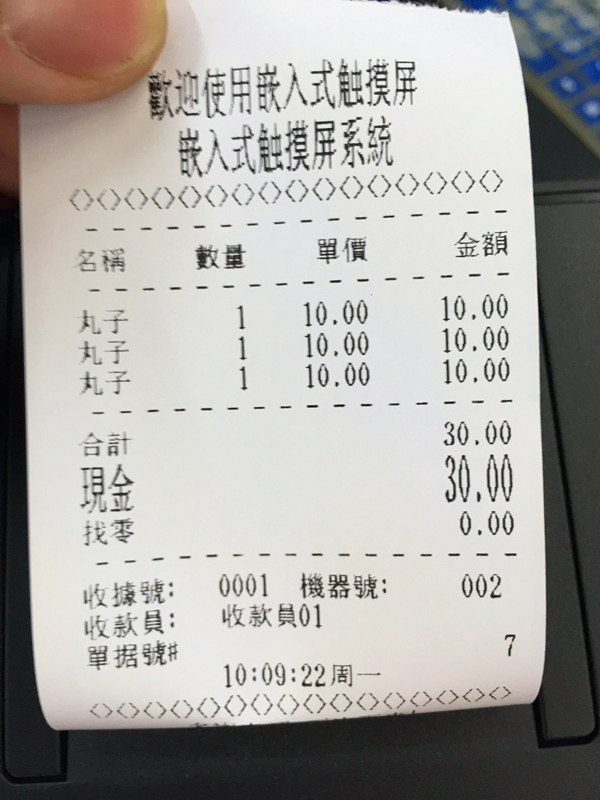 歡迎使用嵌入式触摸屏
嵌入式触摸屏系統
名稱 數量 單價 金額
丸子 1 10.00 10.00
丸子 1 10.00 10.00
丸子 1 10.00 10.00
合計 30.00
現金 30.00
找零 0.00
收據號: 0001 機器號: 002
收款員: 收款員01
單据號# 7
10:09:22周一